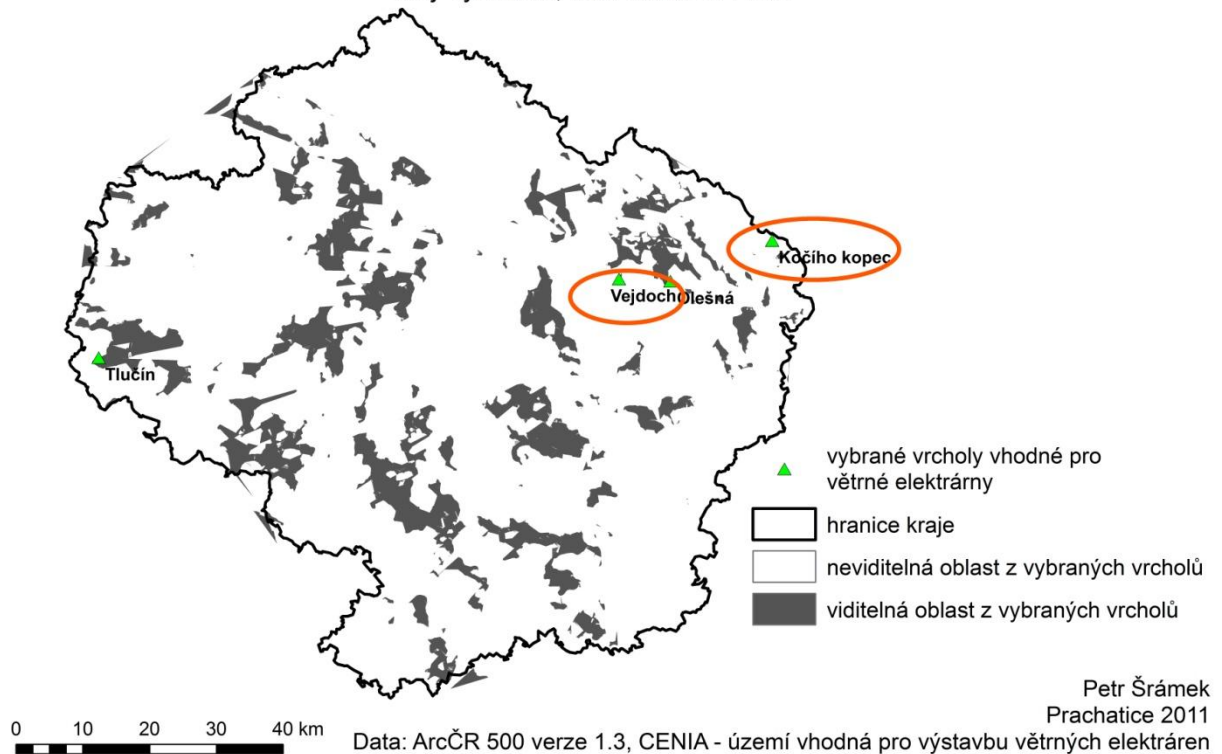 Kočího kopec
Vejdoch
Olešná
Tlučín
vybrané vrcholy vhodné pro
větrné elektrárny
hranice kraje
neviditelná oblast z vybraných vrcholů
viditelná oblast z vybraných vrcholů
Petr Šrámek
Prachatice 2011
0 10 20 30 40 km
Data: ArcČR 500 verze 1.3, CENIA - území vhodná pro výstavbu větrných elektráren